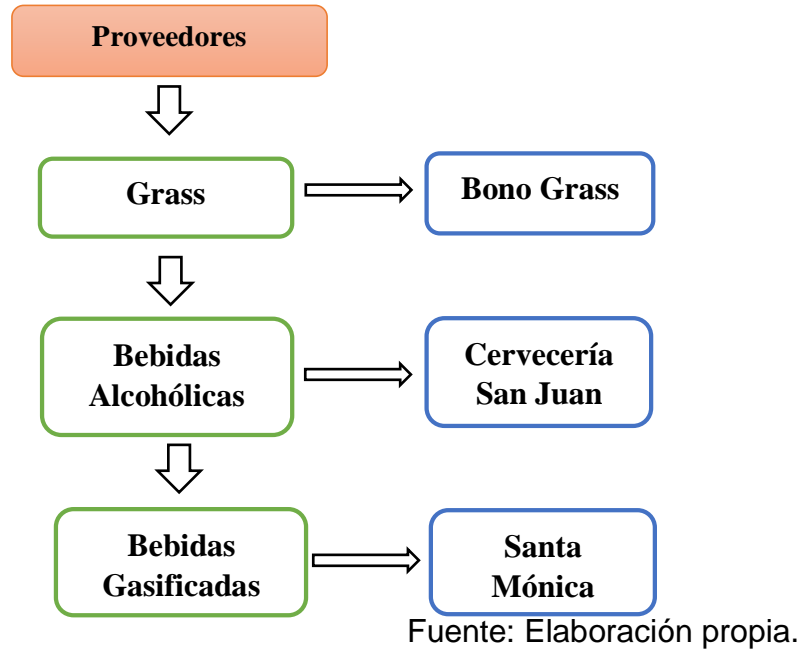 Proveedores
Grass
Bono Grass
Bebidas
Alcohólicas
Cervecería
San Juan
Bebidas
Gasificadas
Santa
Mónica
Fuente: Elaboración propia.